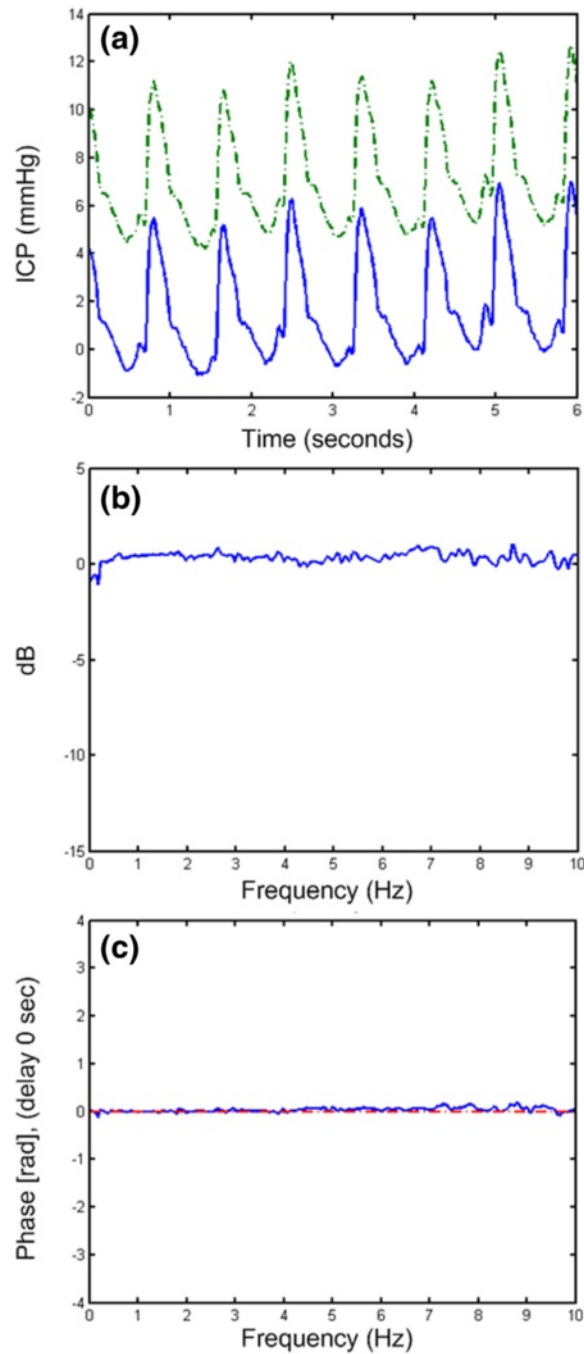 (a)
ICP (mmHg)
14
12
10
8
6
4
2
0
-2
0 1 2 3 4 5 6
Time (seconds)
(b)
dB
5
0
-5
-10
-15
0 1 2 3 4 5 6 7 8 9 10
Frequency (Hz)
(c)
Phase [rad], (delay 0 sec)
4
3
2
1
0
-1
-2
-3
-4
0 1 2 3 4 5 6 7 8 9 10
Frequency (Hz)